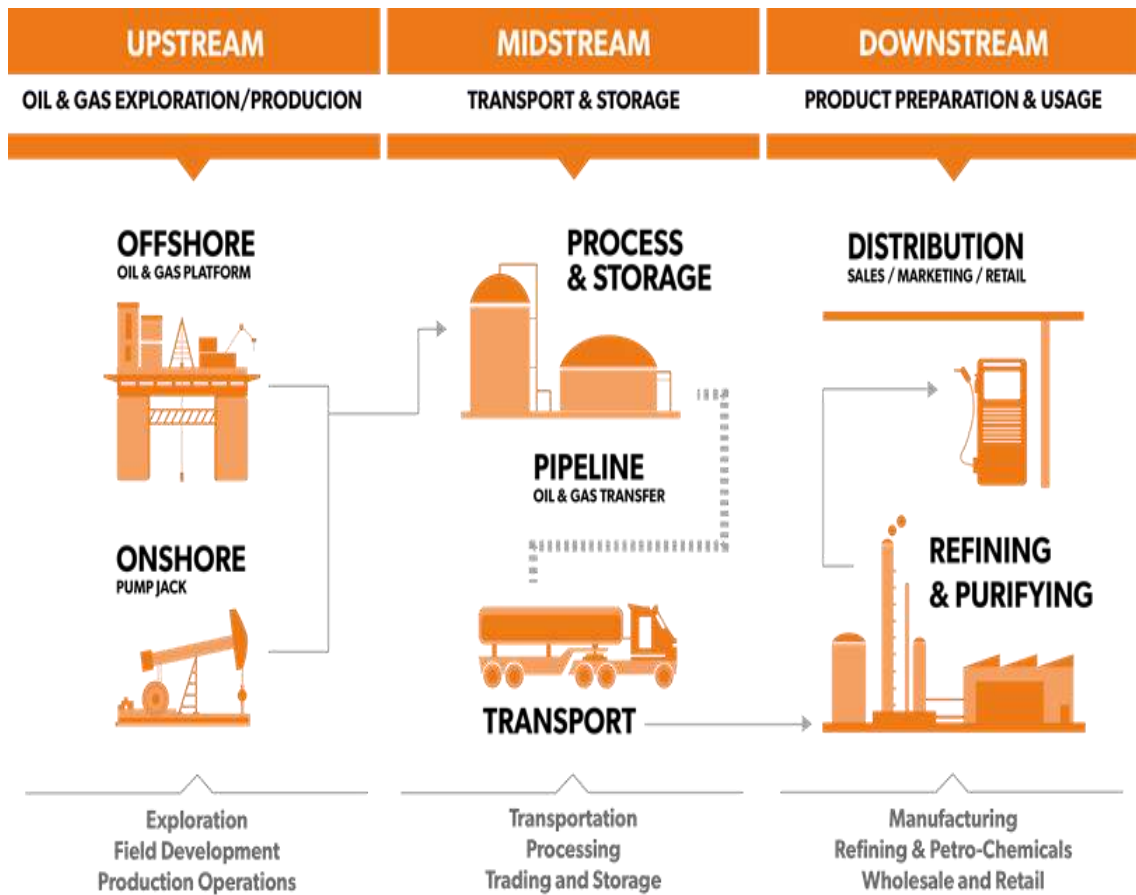 UPSTREAM
OIL & GAS EXPLORATION/PRODUCION
OFFSHORE
OIL & GAS PLATFORM
ONSHORE
PUMP JACK
Exploration
Field Development
Production Operations
MIDSTREAM
TRANSPORT & STORAGE
PROCESS
& STORAGE
PIPELINE
OIL & GAS TRANSFER
TRANSPORT
Transportation
Processing
Trading and Storage
DOWNSTREAM
PRODUCT PREPARATION & USAGE
DISTRIBUTION
SALES / MARKETING / RETAIL
REFINING
& PURIFYING
Manufacturing
Refining & Petro-Chemicals
Wholesale and Retail